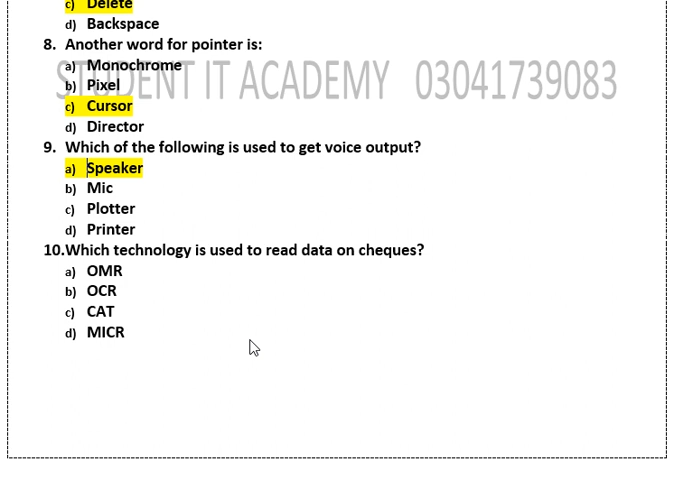 c) Delete
d) Backspace
8. Another word for pointer is:
a) Monochrome
STUDENT IT ACADEMY 03041739083
b) Pixel
c) Cursor
d) Director
9. Which of the following is used to get voice output?
a) Speaker
b) Mic
c) Plotter
d) Printer
10.Which technology is used to read data on cheques?
a) OMR
b) OCR
c) CAT
d) MICR